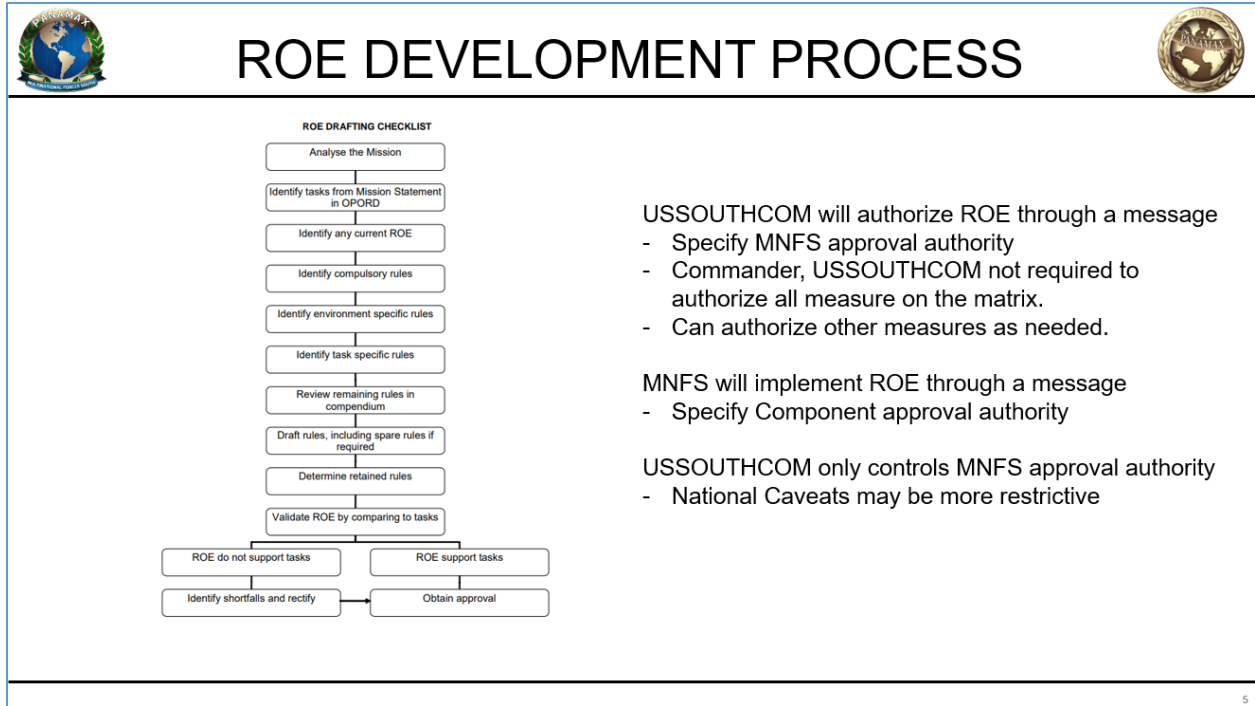 PANAMAX
MULTINATIONAL FORCES SOUTH
ROE DEVELOPMENT PROCESS
2024
PANAMAX
ROE DRAFTING CHECKLIST
Analyse the Mission
Identify tasks from Mission Statement
in OPORD
Identify any current ROE
Identify compulsory rules
Identify environment specific rules
Identify task specific rules
Review remaining rules in
compendium
Draft rules, including spare rules if
required
Determine retained rules
Validate ROE by comparing to tasks
ROE do not support tasks
ROE support tasks
Identify shortfalls and rectify
Obtain approval
USSOUTHCOM will authorize ROE through a message
- Specify MNFS approval authority
- Commander, USSOUTHCOM not required to
authorize all measure on the matrix.
- Can authorize other measures as needed.
MNFS will implement ROE through a message
- Specify Component approval authority
USSOUTHCOM only controls MNFS approval authority
- National Caveats may be more restrictive
5